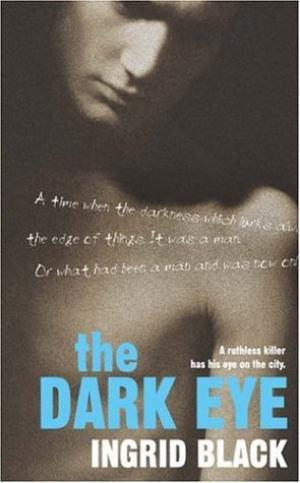 A time when the darkness which lurks
the edge of things. It was a man
Or what had been a man and was now
A ruthless killer
has his eye on the city.
the
DARK EYE
INGRID BLACK